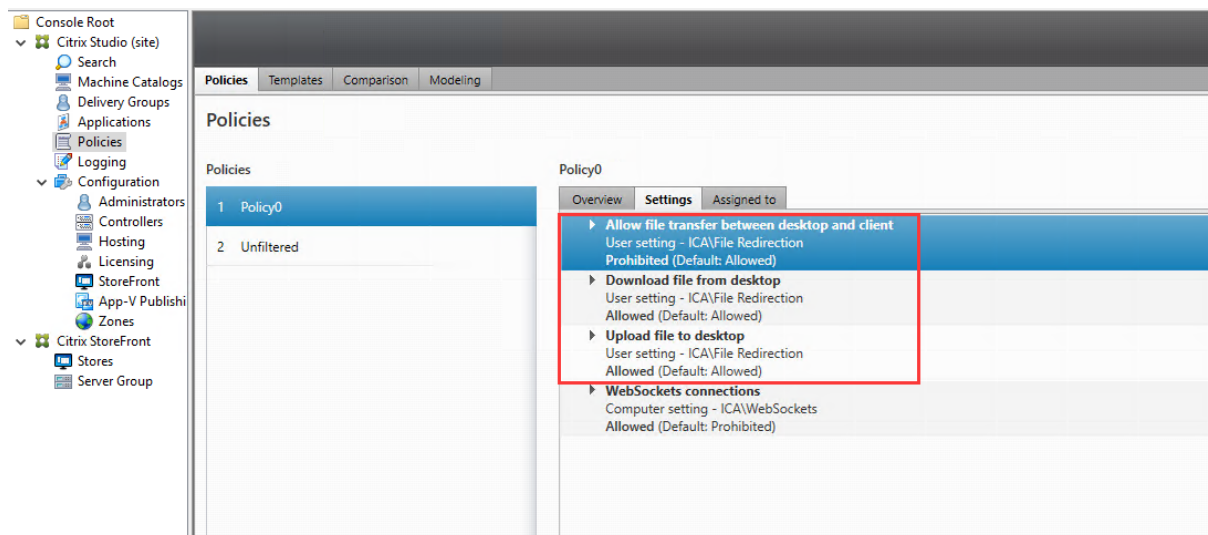 Console Root
Citrix Studio (site)
Search
Machine Catalogs
Delivery Groups
Applications
Policies
Logging
Configuration
Administrators
Controllers
Hosting
Licensing
StoreFront
App-V Publishi
Zones
Citrix StoreFront
Stores
Server Group
Policies Templates Comparison Modeling
Policies
Policies
1 Policy0
2 Unfiltered
Policy0
Overview Settings Assigned to
Allow file transfer between desktop and client
User setting - ICA\File Redirection
Prohibited (Default: Allowed)
Download file from desktop
User setting - ICA\File Redirection
Allowed (Default: Allowed)
Upload file to desktop
User setting - ICA\File Redirection
Allowed (Default: Allowed)
WebSockets connections
Computer setting - ICA\WebSockets
Allowed (Default: Prohibited)